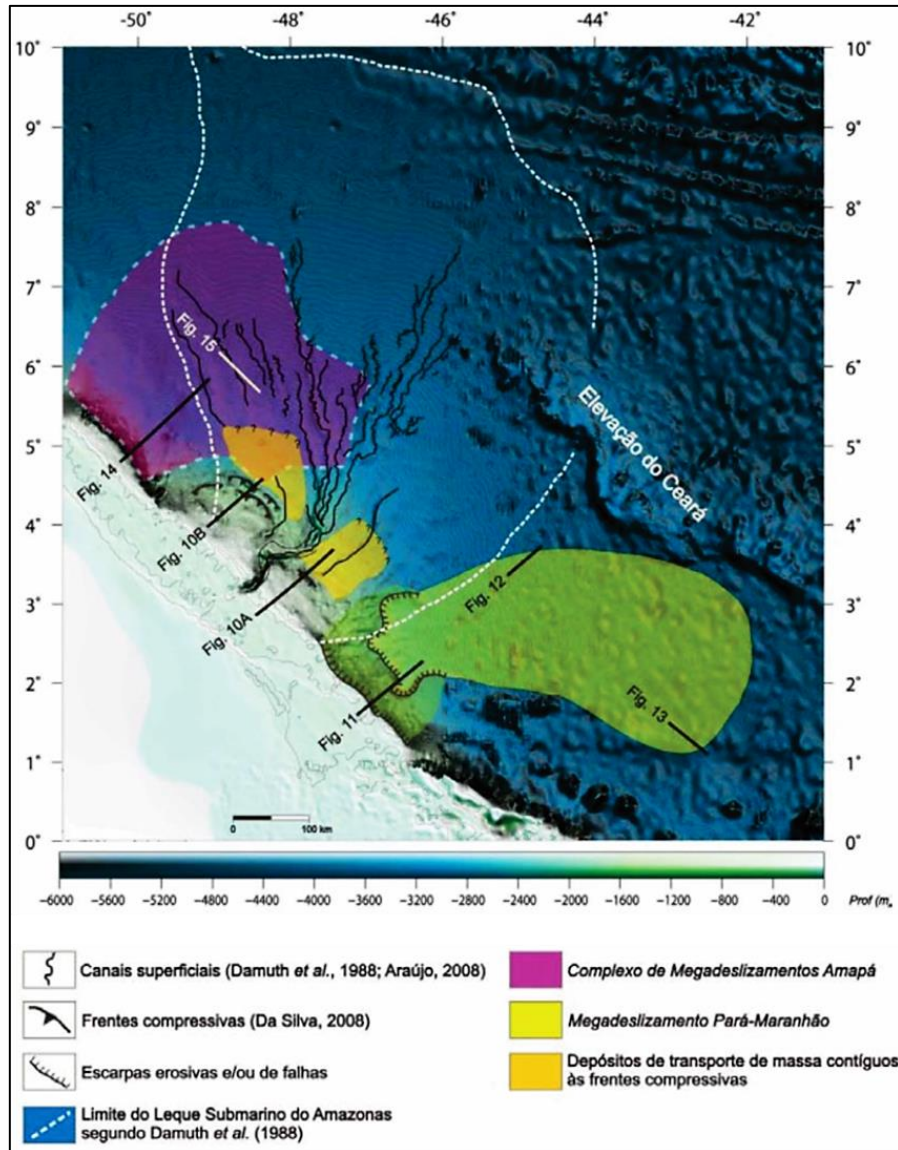 -50 -48 -46 -44 -42
10° 10°
9° 9°
8° 8°
7° 7°
Fig. 15
6° 6°
Elevação do Ceará
5° 5°
Fig. 14
4° 4°
Fig. 10B
Fig. 12
3° 3°
Fig. 10A
2° 2°
Fig. 11
Fig. 13
1° 1°
0 100 km
0° 0°
-6000 -5200 -4800 -4400 -4000 -3600 -3200 -2800 -2400 -2000 -1600 -1200 -800 -400 0 Prof (m
Canais superficiais (Damuth et al., 1988; Araújo, 2008)
Frentes compressivas (Da Silva, 2008)
Escarpas erosivas e/ou de falhas
Limite do Leque Submarino do Amazonas
segundo Damuth et al. (1988)
Complexo de Megadeslizamentos Amapá
Megadeslizamento Pará-Maranhão
Depósitos de transporte de massa contíguos
às frentes compressivas